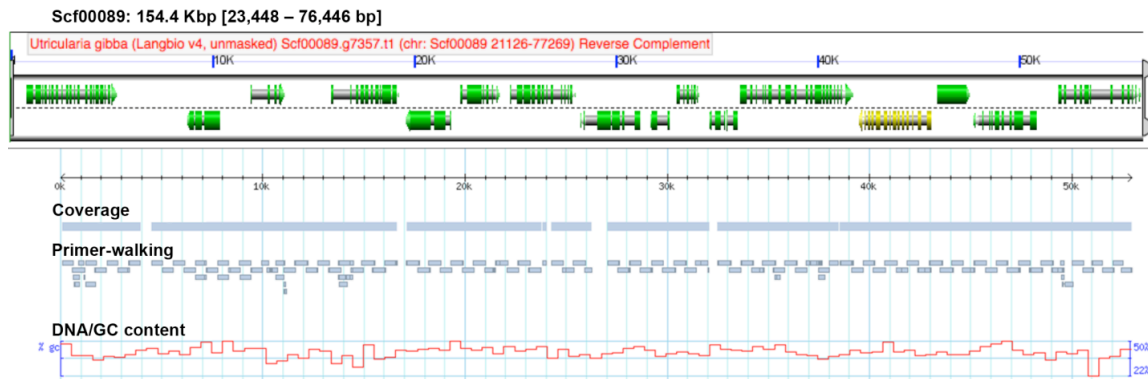 Scf00089: 154.4 Kbp [23,448 – 76,446 bp]
Utricularia gibba (Langbio v4, unmasked) Scf00089.g7357.t1 (chr: Scf00089 21126-77269) Reverse Complement
10K 20K 30K 40K 50K
0k 10k 20k 30k 40k 50k
Coverage
Primer-walking
DNA/GC content
% gc 50%
22%